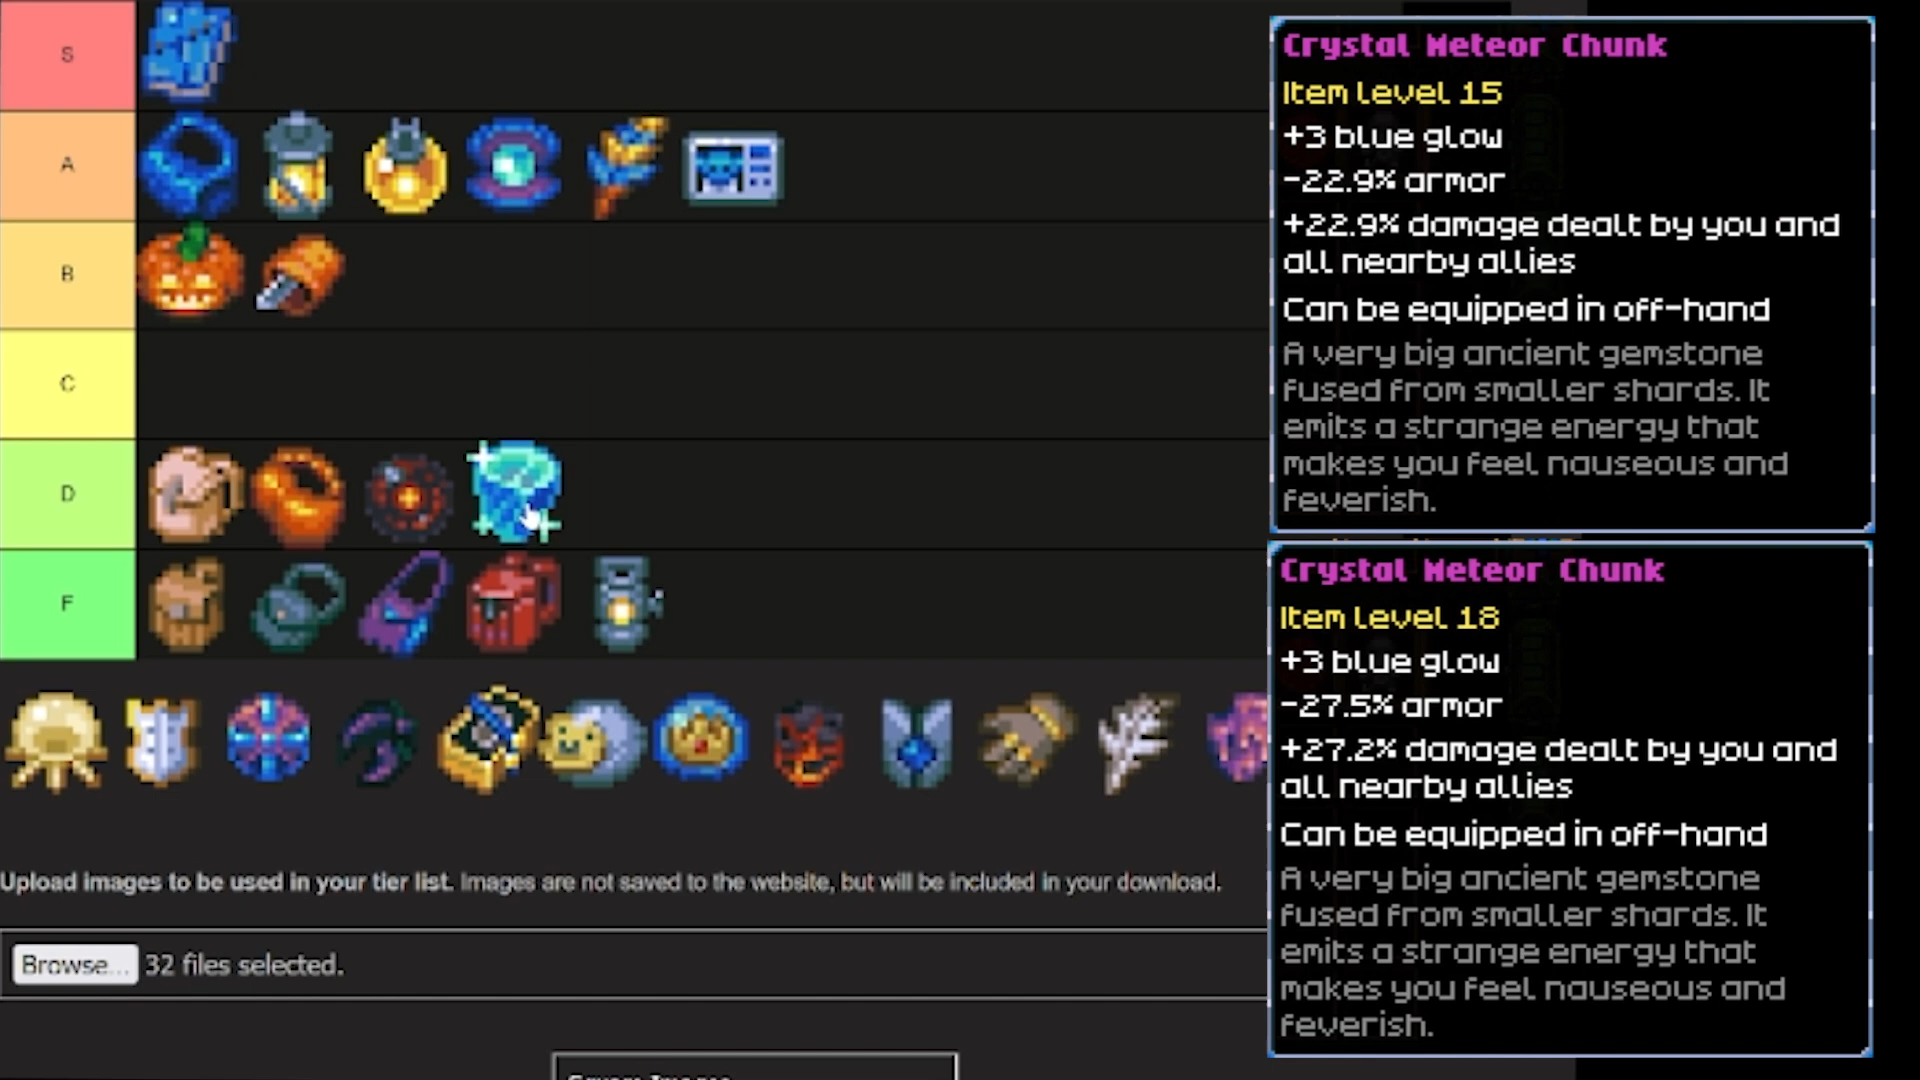 S
A
B
C
D
F
Upload images to be used in your tier list. Images are not saved to the website, but will be included in your download.
Browse... 32 files selected.
Crystal Meteor Chunk
Item level 15
+3 blue glow
-22.9% armor
+22.9% damage dealt by you and
all nearby allies
Can be equipped in off-hand
A very big ancient gemstone
fused from smaller shards. It
emits a strange energy that
makes you feel nauseous and
feverish.
Crystal Meteor Chunk
Item level 18
+3 blue glow
-27.5% armor
+27.2% damage dealt by you and
all nearby allies
Can be equipped in off-hand
A very big ancient gemstone
fused from smaller shards. It
emits a strange energy that
makes you feel nauseous and
feverish.